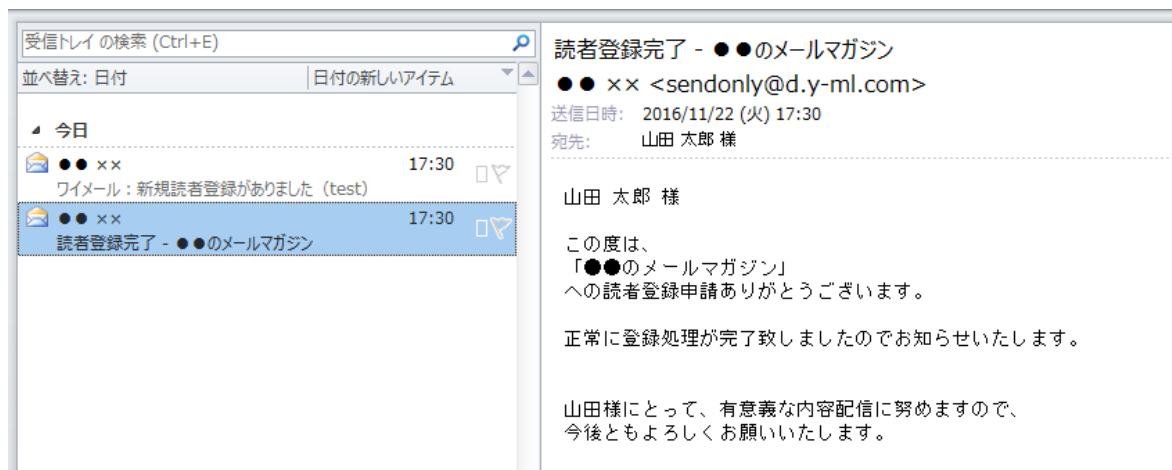 受信トレイ の検索 (Ctrl+E)
並べ替え: 日付 日付の新しいアイテム
今日
●● ×× 17:30
ワイメール：新規読者登録がありました（test）
●● ×× 17:30
読者登録完了 - ●●のメールマガジン
読者登録完了 - ●●のメールマガジン
●● ×× <sendonly@d.y-ml.com>
送信日時: 2016/11/22 (火) 17:30
宛先: 山田 太郎 様
山田 太郎 様
この度は、
「●●のメールマガジン」
への読者登録申請ありがとうございます。
正常に登録処理が完了致しましたのでお知らせいたします。
山田様にとって、有意義な内容配信に努めますので、
今後ともよろしくお願いいたします。